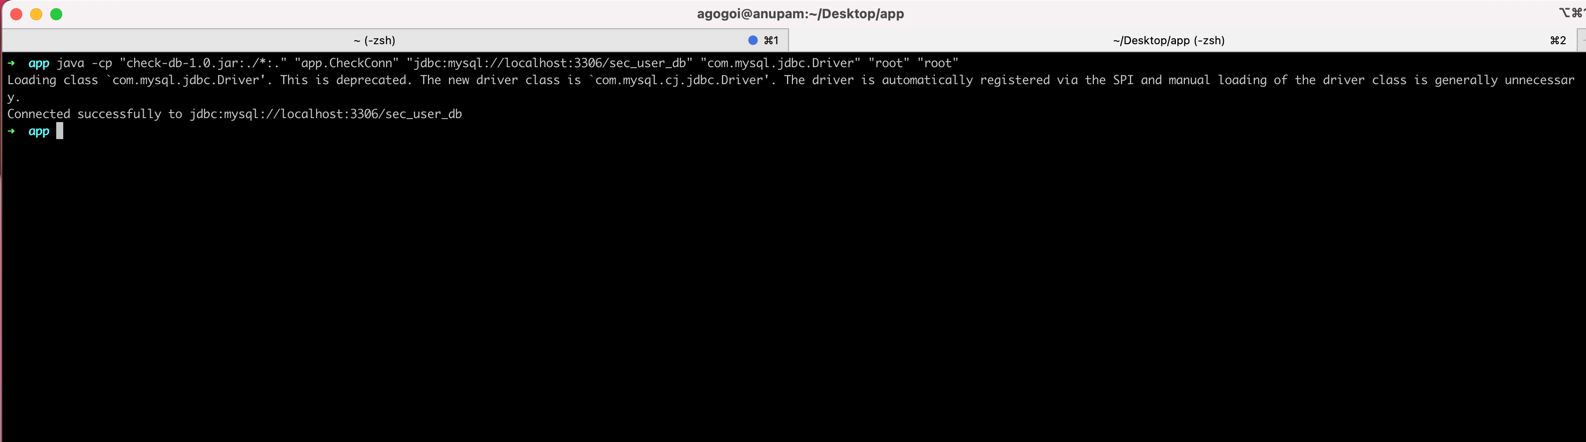 agogoi@anupam:~/Desktop/app
⌥⌘1
~ (-zsh)
⌘1
~/Desktop/app (-zsh)
⌘2
→ app java -cp "check-db-1.0.jar:./*:." "app.CheckConn" "jdbc:mysql://localhost:3306/sec_user_db" "com.mysql.jdbc.Driver" "root" "root"
Loading class `com.mysql.jdbc.Driver'. This is deprecated. The new driver class is `com.mysql.cj.jdbc.Driver'. The driver is automatically registered via the SPI and manual loading of the driver class is generally unnecessar
y.
Connected successfully to jdbc:mysql://localhost:3306/sec_user_db
→ app